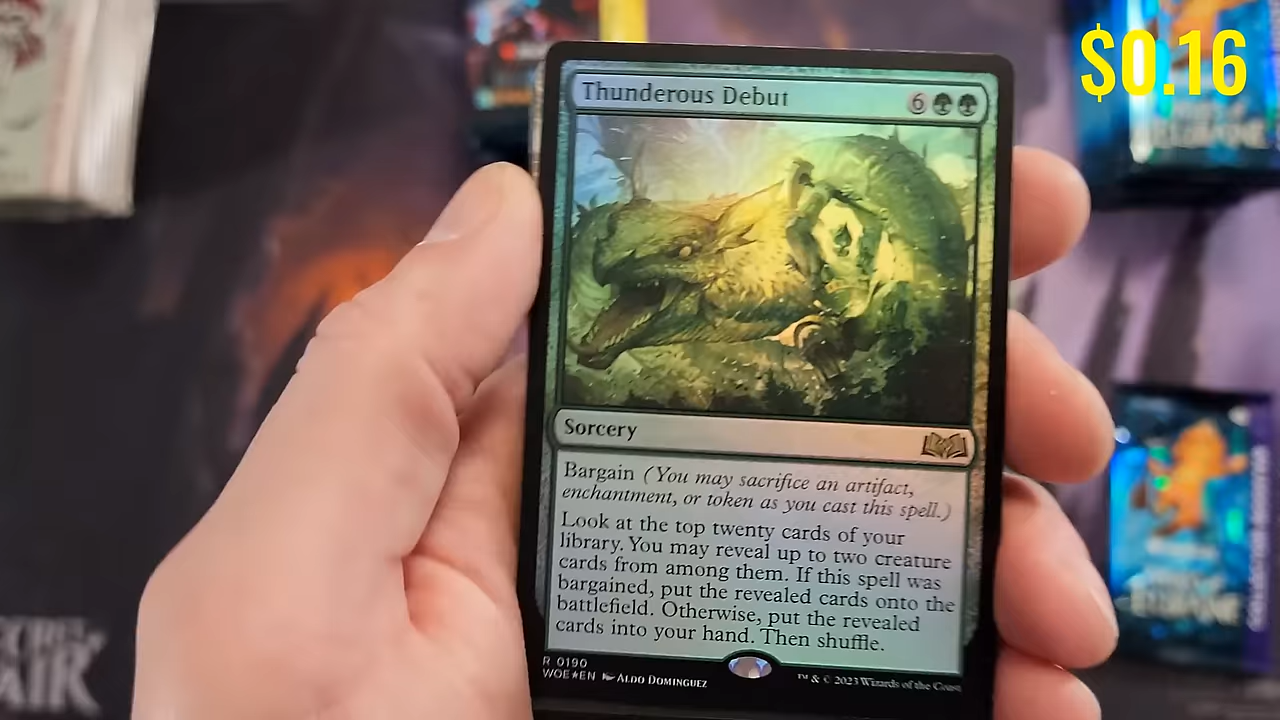 $0.16
Thunderous Debut 6
Sorcery
Bargain (You may sacrifice an artifact,
enchantment, or token as you cast this spell.)
Look at the top twenty cards of your
library. You may reveal up to two creature
cards from among them. If this spell was
bargained, put the revealed cards onto the
battlefield. Otherwise, put the revealed
cards into your hand. Then shuffle.
R 0190
WOE★EN ALDO DOMINGUEZ
™ & © 2023 Wizards of the Coast